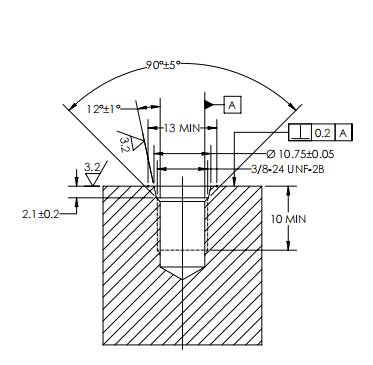 90°±5°
12°±1°
A
3.2
13 MIN
⟂ 0.2 A
Ø 10.75±0.05
3.2
3/8-24 UNF-2B
2.1±0.2
10 MIN